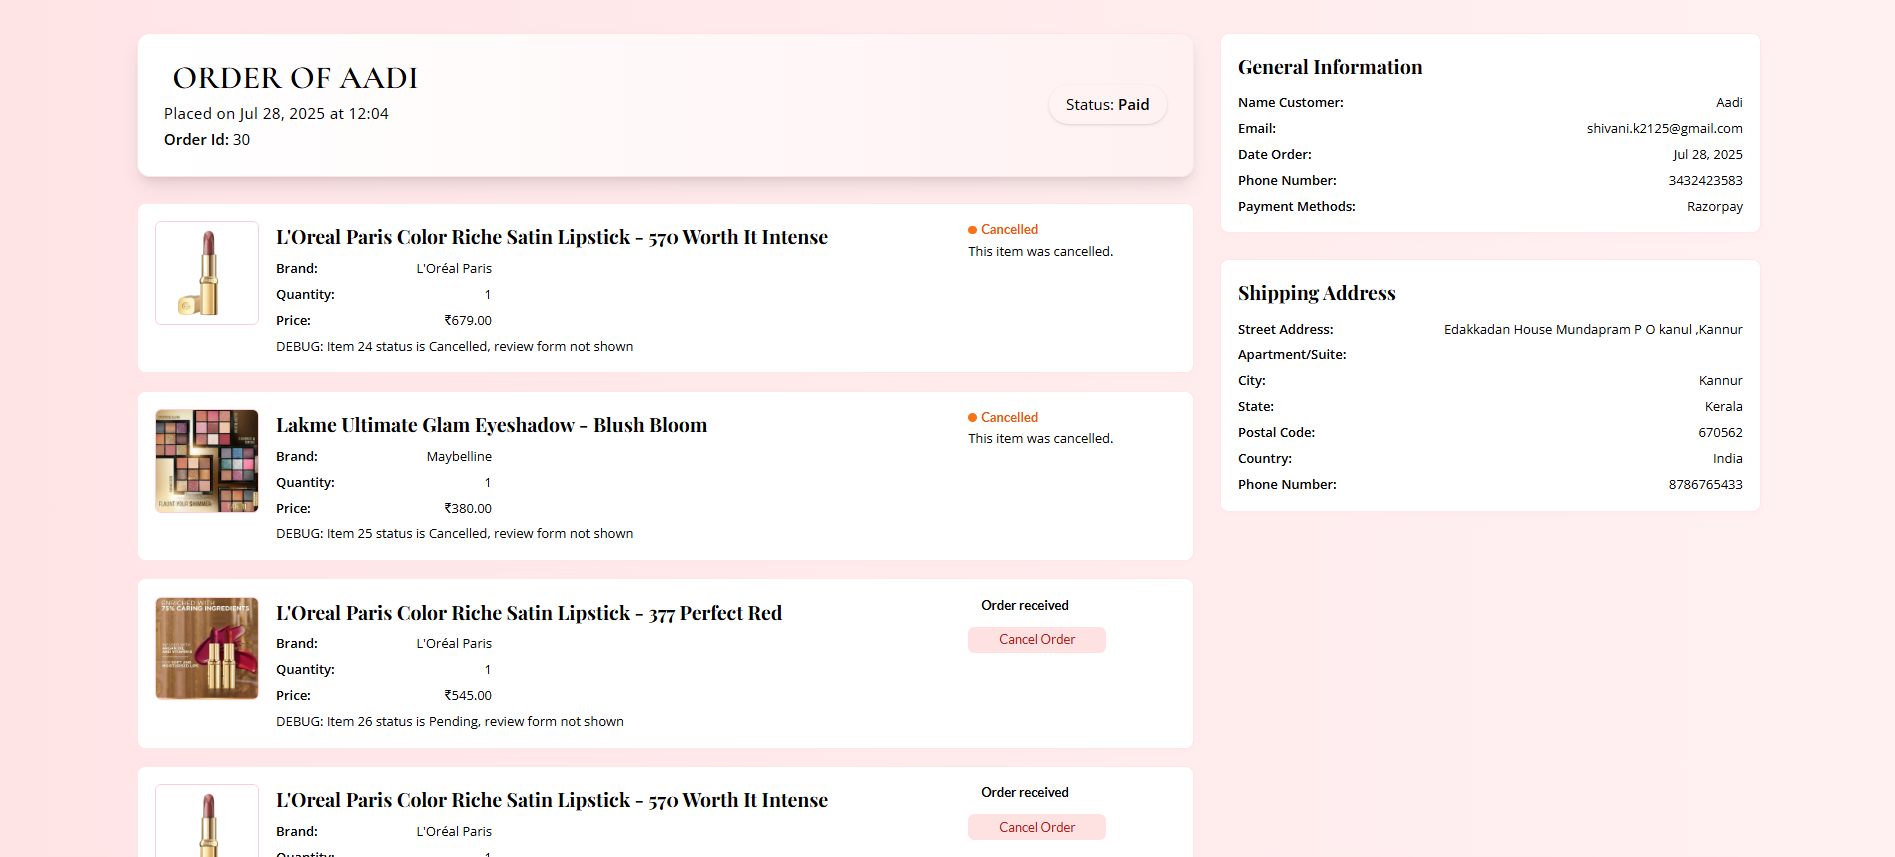 ORDER OF AADI
Placed on Jul 28, 2025 at 12:04
Order Id: 30
Status: Paid
L'Oreal Paris Color Riche Satin Lipstick - 570 Worth It Intense
Brand: L'Oréal Paris
Quantity: 1
Price: ₹679.00
DEBUG: Item 24 status is Cancelled, review form not shown
Cancelled
This item was cancelled.
Lakme Ultimate Glam Eyeshadow - Blush Bloom
Brand: Maybelline
Quantity: 1
Price: ₹380.00
DEBUG: Item 25 status is Cancelled, review form not shown
Cancelled
This item was cancelled.
FLAUNT YOUR SHIMMER
ENRICHED WITH
75% CARING INGREDIENTS
L'Oreal Paris Color Riche Satin Lipstick - 377 Perfect Red
Brand: L'Oréal Paris
Quantity: 1
Price: ₹545.00
DEBUG: Item 26 status is Pending, review form not shown
Order received
Cancel Order
L'Oreal Paris Color Riche Satin Lipstick - 570 Worth It Intense
Brand: L'Oréal Paris
Quantity: 1
Order received
Cancel Order
General Information
Name Customer: Aadi
Email: shivani.k2125@gmail.com
Date Order: Jul 28, 2025
Phone Number: 3432423583
Payment Methods: Razorpay
Shipping Address
Street Address: Edakkadan House Mundapram P O kanul ,Kannur
Apartment/Suite:
City: Kannur
State: Kerala
Postal Code: 670562
Country: India
Phone Number: 8786765433